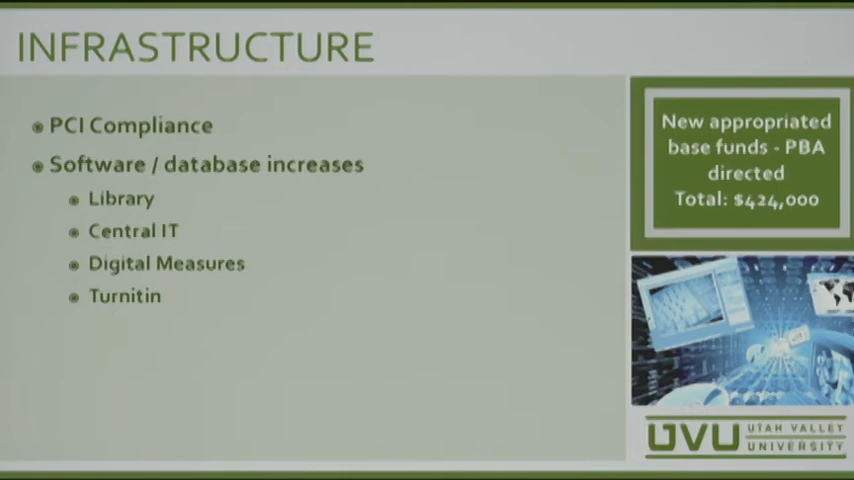 INFRASTRUCTURE
PCI Compliance
Software / database increases
Library
Central IT
Digital Measures
Turnitin
New appropriated
base funds - PBA
directed
Total: $424,000
UVU UTAH VALLEY
UNIVERSITY